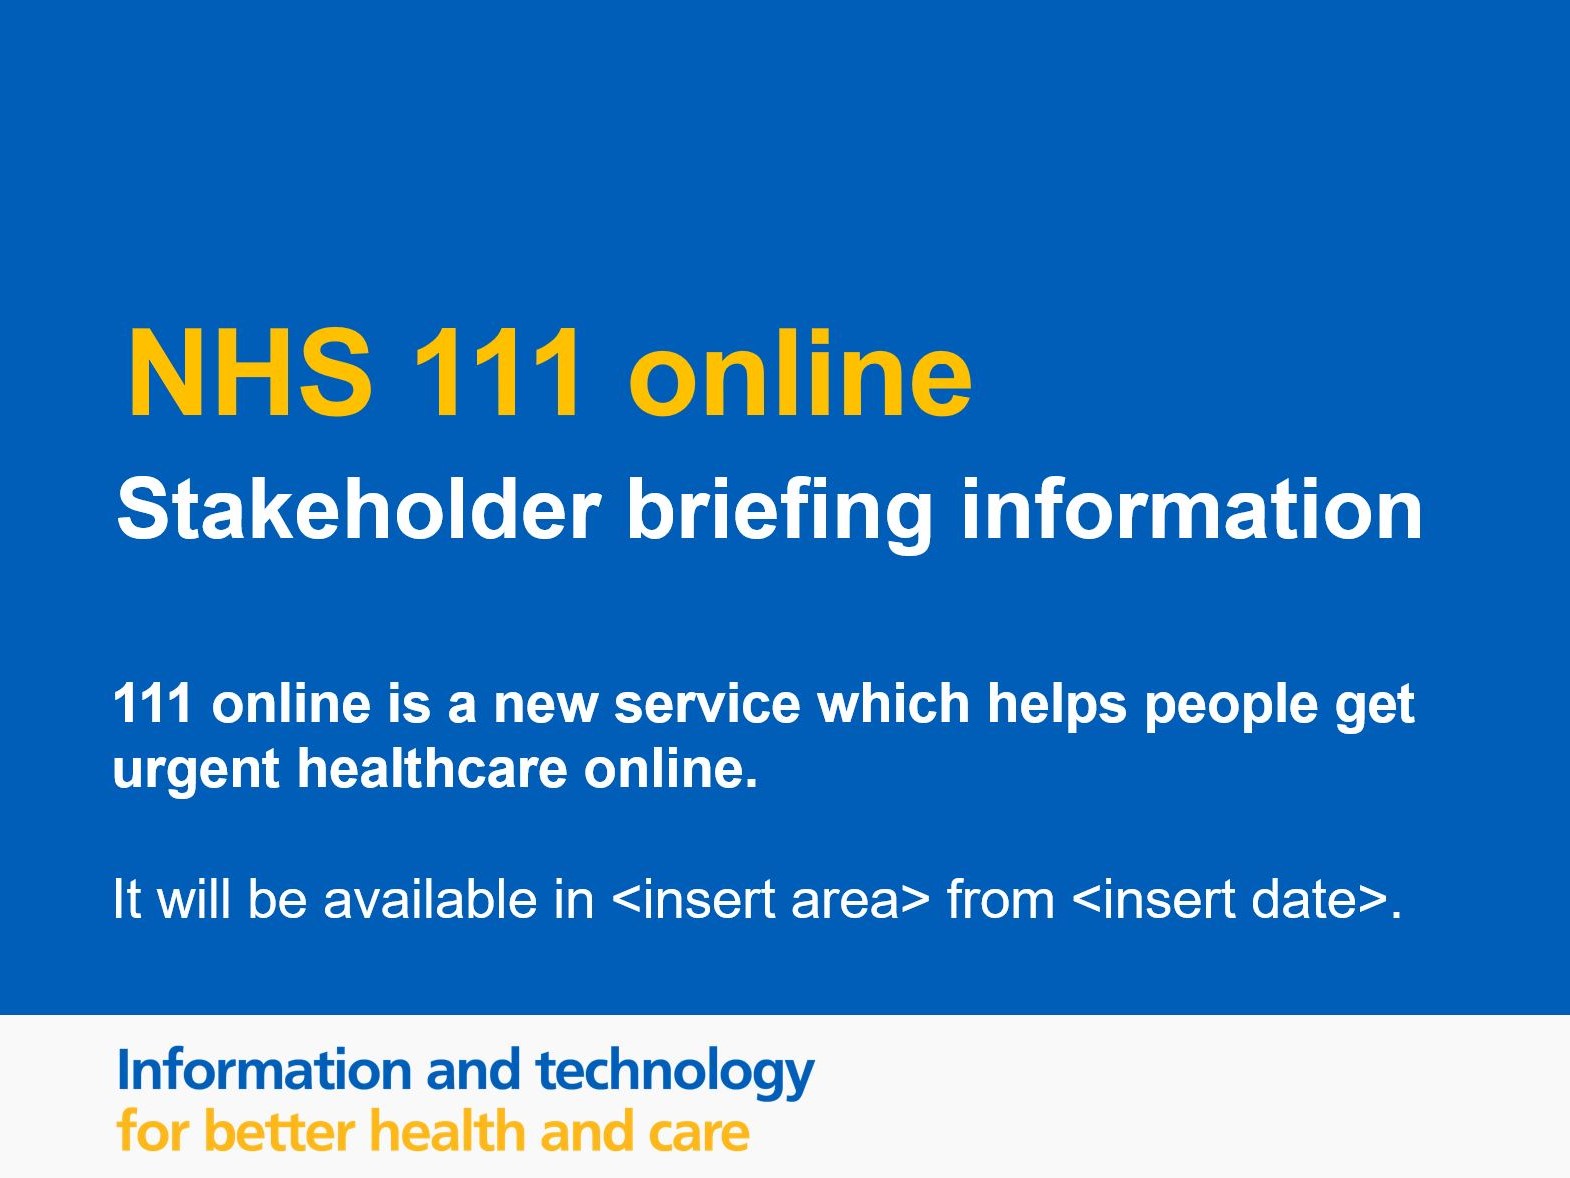 NHS 111 online
Stakeholder briefing information
111 online is a new service which helps people get
urgent healthcare online.
It will be available in <insert area> from <insert date>.
Information and technology
for better health and care